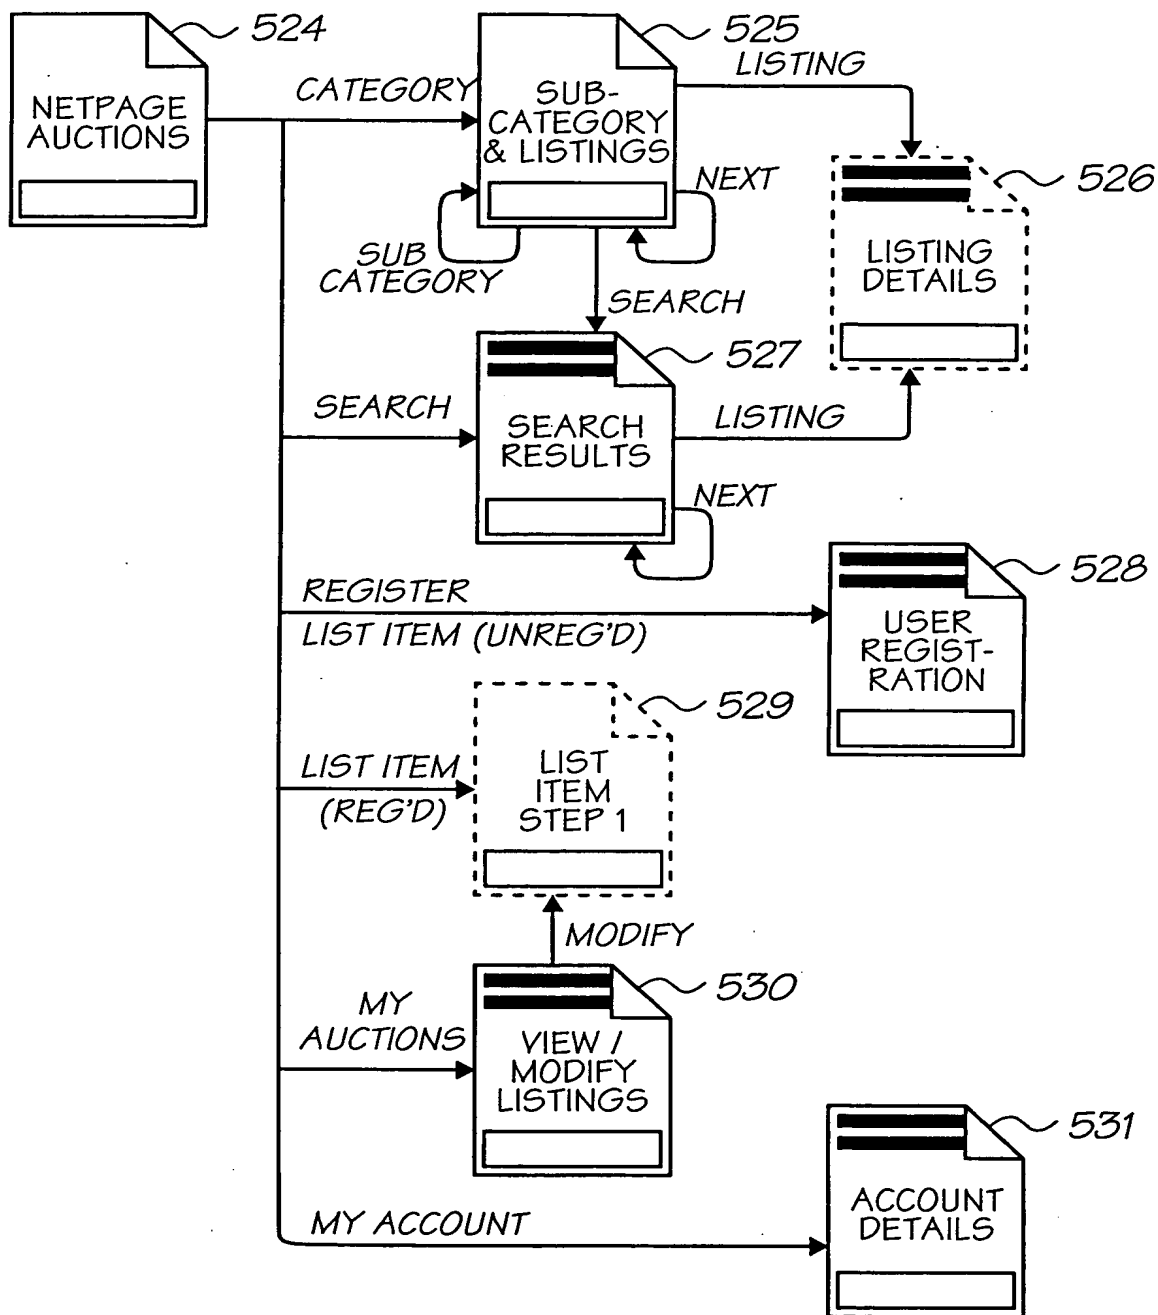 524
NETPAGE
AUCTIONS
CATEGORY
525
SUB-
CATEGORY
& LISTINGS
LISTING
NEXT
SUB
CATEGORY
SEARCH
526
LISTING
DETAILS
527
SEARCH
SEARCH
RESULTS
LISTING
NEXT
REGISTER
LIST ITEM (UNREG'D)
528
USER
REGIST-
RATION
529
LIST ITEM
(REG'D)
LIST
ITEM
STEP 1
MODIFY
530
MY
AUCTIONS
VIEW /
MODIFY
LISTINGS
531
MY ACCOUNT
ACCOUNT
DETAILS